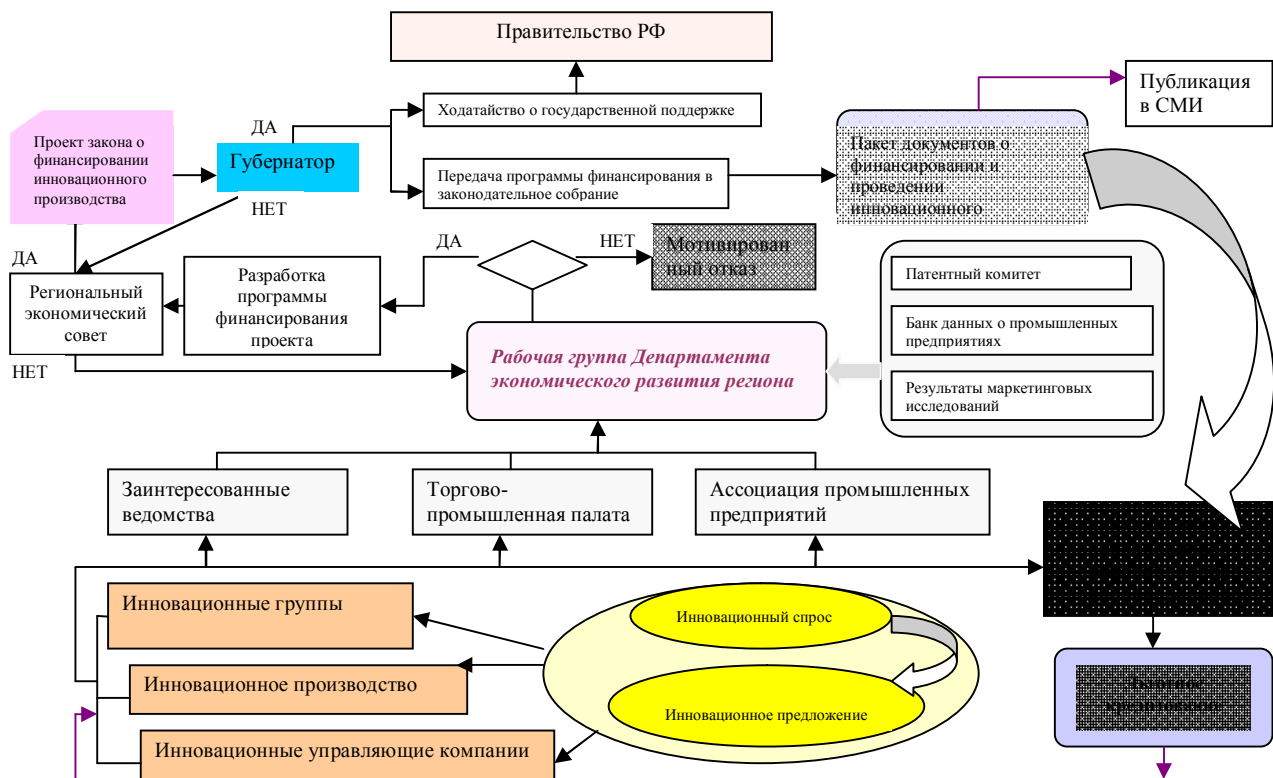 Правительство РФ
Публикация
в СМИ
ДА
Ходатайство о государственной поддержке
Проект закона о
финансировании
инновационного
производства
Губернатор
Пакет документов о
финансировании и
проведении
инновационного
Передача программы финансирования в
законодательное собрание
НЕТ
ДА
НЕТ
Мотивирован
ный отказ
ДА
Региональный
экономический
совет
НЕТ
Разработка
программы
финансирования
проекта
Патентный комитет
Банк данных о промышленных
предприятиях
Результаты маркетинговых
исследований
Рабочая группа Департамента
экономического развития региона
Заинтересованные
ведомства
Торгово-
промышленная палата
Ассоциация промышленных
предприятий
Инновационные группы
Инновационное производство
Инновационные управляющие компании
Инновационный спрос
Инновационное предложение